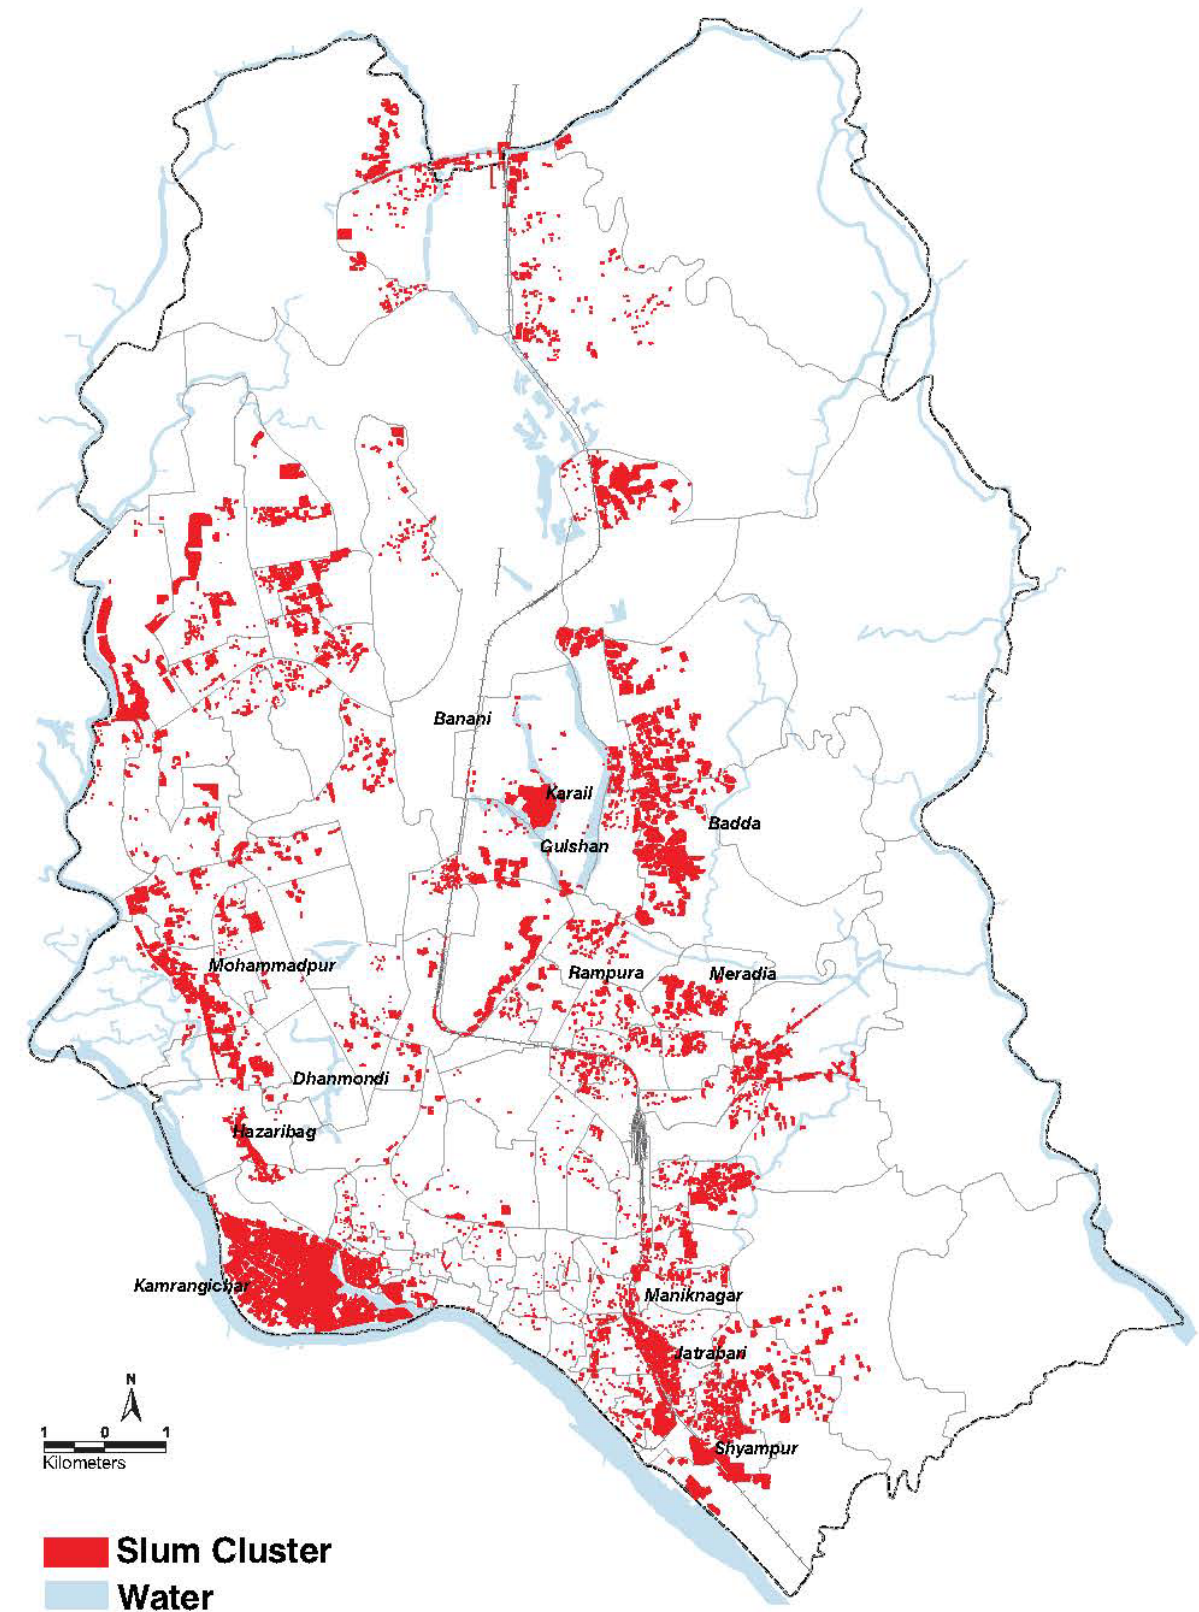 Banani
Karail
Badda
Gulshan
Mohammadpur
Rampura
Meradia
Dhanmondi
Hazaribag
Kamrangichar
Maniknagar
Jatrabari
N
Shyampur
1 0 1
Kilometers
Slum Cluster
Water